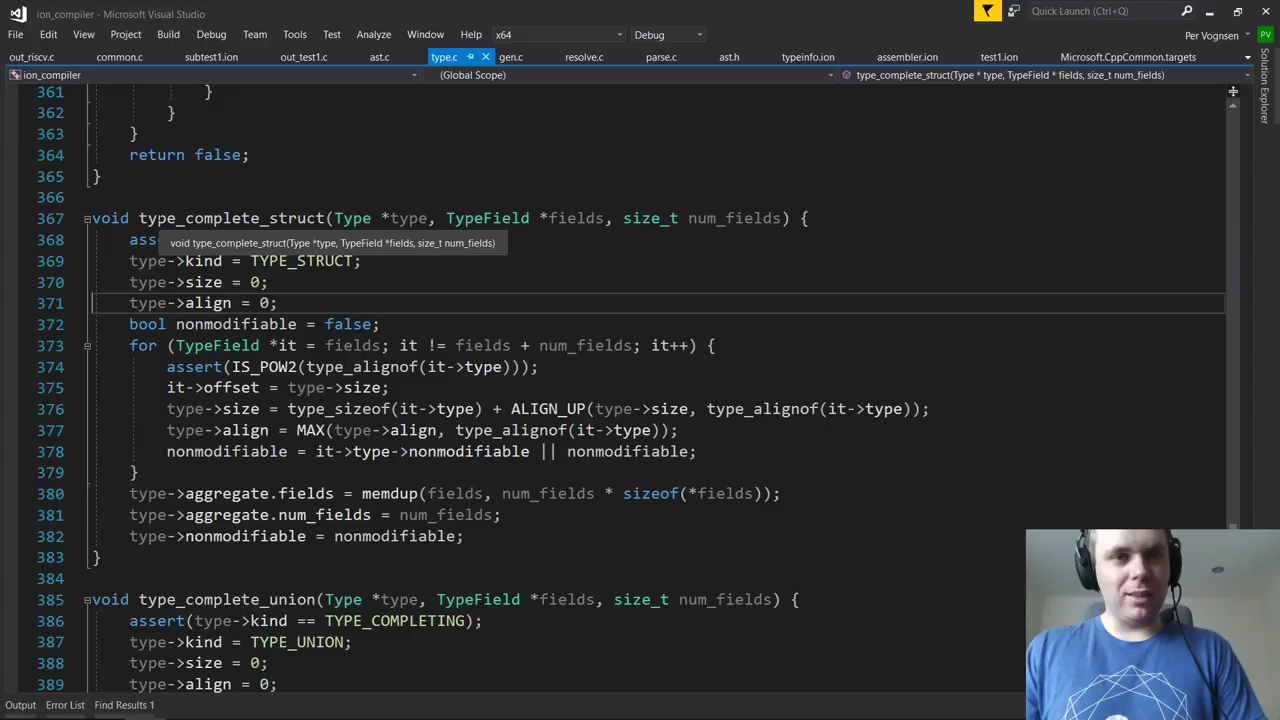 ion_compiler - Microsoft Visual Studio
Quick Launch (Ctrl+Q)
File Edit View Project Build Debug Team Tools Test Analyze Window Help x64 Debug
Per Vognsen PV
out_riscv.c common.c subtest1.ion out_test1.c ast.c type.c gen.c resolve.c parse.c ast.h typeinfo.ion assembler.ion test1.ion Microsoft.CppCommon.targets
Solution Explorer
ion_compiler (Global Scope) type_complete_struct(Type * type, TypeField * fields, size_t num_fields)
361 }
362 }
363 }
364 return false;
365 }
366
367 void type_complete_struct(Type *type, TypeField *fields, size_t num_fields) {
368 ass
void type_complete_struct(Type *type, TypeField *fields, size_t num_fields)
369 type->kind = TYPE_STRUCT;
370 type->size = 0;
371 type->align = 0;
372 bool nonmodifiable = false;
373 for (TypeField *it = fields; it != fields + num_fields; it++) {
374 assert(IS_POW2(type_alignof(it->type)));
375 it->offset = type->size;
376 type->size = type_sizeof(it->type) + ALIGN_UP(type->size, type_alignof(it->type));
377 type->align = MAX(type->align, type_alignof(it->type));
378 nonmodifiable = it->type->nonmodifiable || nonmodifiable;
379 }
380 type->aggregate.fields = memdup(fields, num_fields * sizeof(*fields));
381 type->aggregate.num_fields = num_fields;
382 type->nonmodifiable = nonmodifiable;
383 }
384
385 void type_complete_union(Type *type, TypeField *fields, size_t num_fields) {
386 assert(type->kind == TYPE_COMPLETING);
387 type->kind = TYPE_UNION;
388 type->size = 0;
389 type->align = 0;
Output Error List Find Results 1